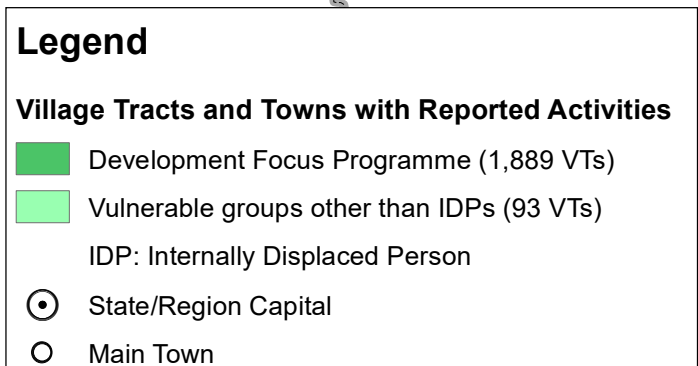 Legend
Village Tracts and Towns with Reported Activities
Development Focus Programme (1,889 VTs)
Vulnerable groups other than IDPs (93 VTs)
IDP: Internally Displaced Person
State/Region Capital
Main Town